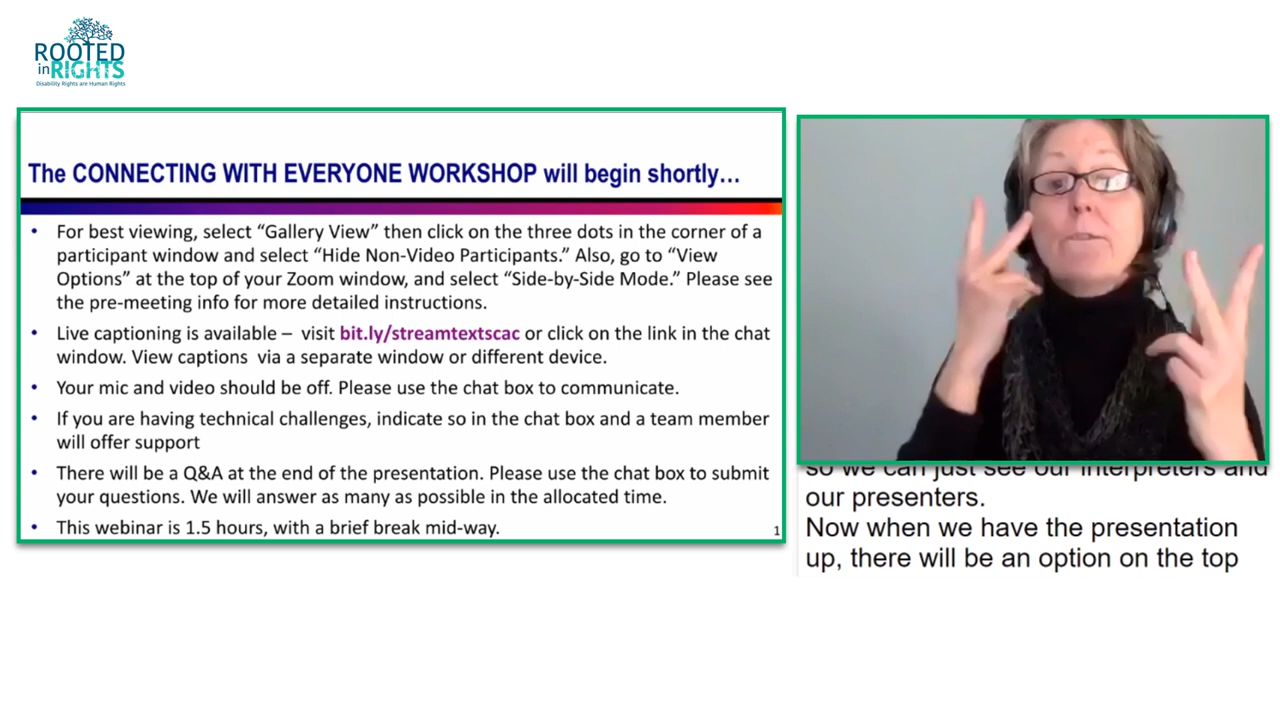 ROOTED
in RIGHTS
Disability Rights are Human Rights
The CONNECTING WITH EVERYONE WORKSHOP will begin shortly…
• For best viewing, select “Gallery View” then click on the three dots in the corner of a
participant window and select “Hide Non-Video Participants.” Also, go to “View
Options” at the top of your Zoom window, and select “Side-by-Side Mode.” Please see
the pre-meeting info for more detailed instructions.
• Live captioning is available – visit bit.ly/streamtextscac or click on the link in the chat
window. View captions via a separate window or different device.
• Your mic and video should be off. Please use the chat box to communicate.
• If you are having technical challenges, indicate so in the chat box and a team member
will offer support
• There will be a Q&A at the end of the presentation. Please use the chat box to submit
your questions. We will answer as many as possible in the allocated time.
• This webinar is 1.5 hours, with a brief break mid-way.
1
so we can just see our interpreters and
our presenters.
Now when we have the presentation
up, there will be an option on the top